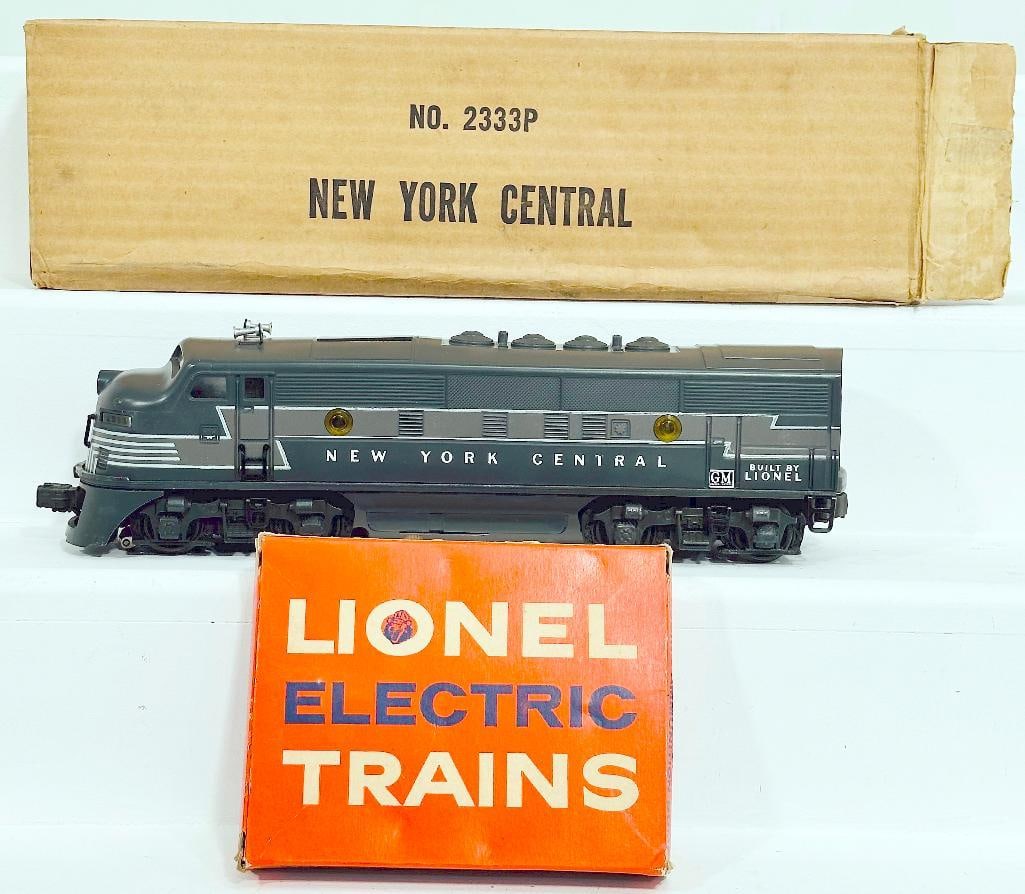 NO. 2333P
NEW YORK CENTRAL
NEW YORK CENTRAL
GM
BUILT BY
LIONEL
LIONEL
ELECTRIC
TRAINS